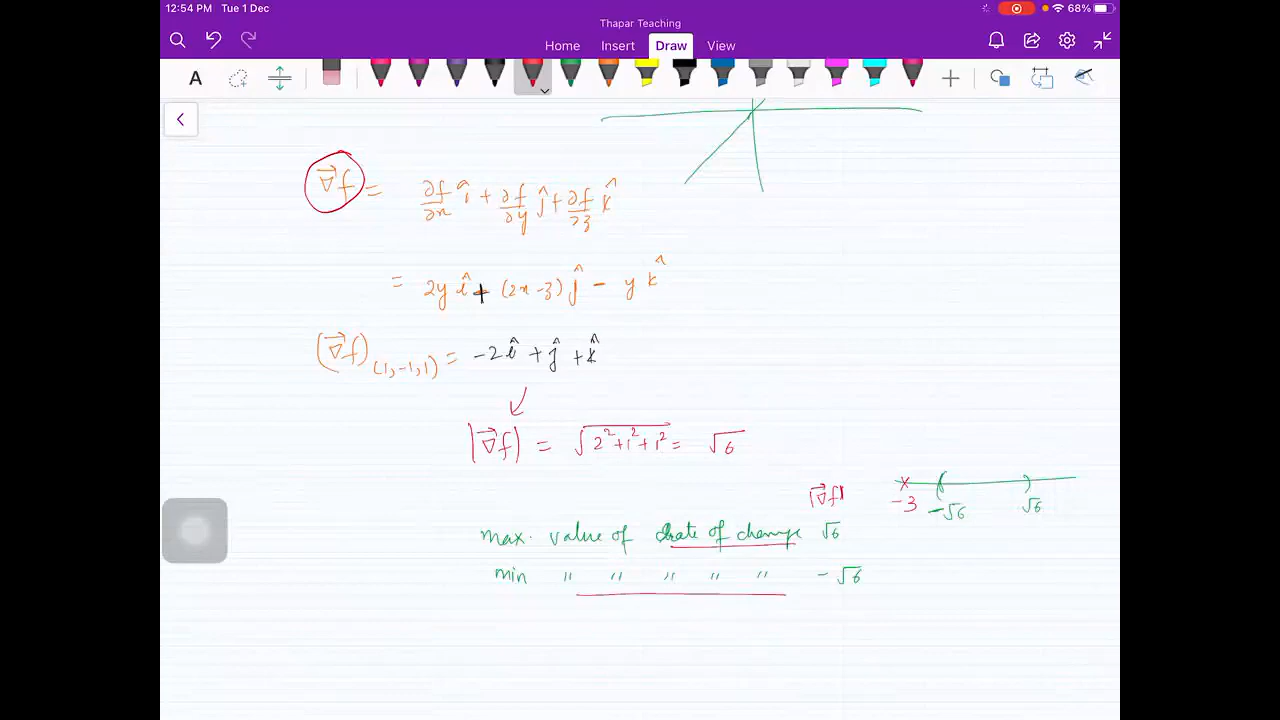 12:54 PM Tue 1 Dec
68%
Thapar Teaching
Home Insert Draw View
A
∇⃗f = ∂f/∂x î + ∂f/∂y ĵ + ∂f/∂z k̂
= 2y î + (2x-z) ĵ - y k̂
(∇⃗f)(1,-1,1) = -2î + ĵ + k̂
|∇⃗f| = √2²+1²+1² = √6
|∇⃗f|
-3 -√6 √6
max. value of rate of change √6
min " " " " " -√6